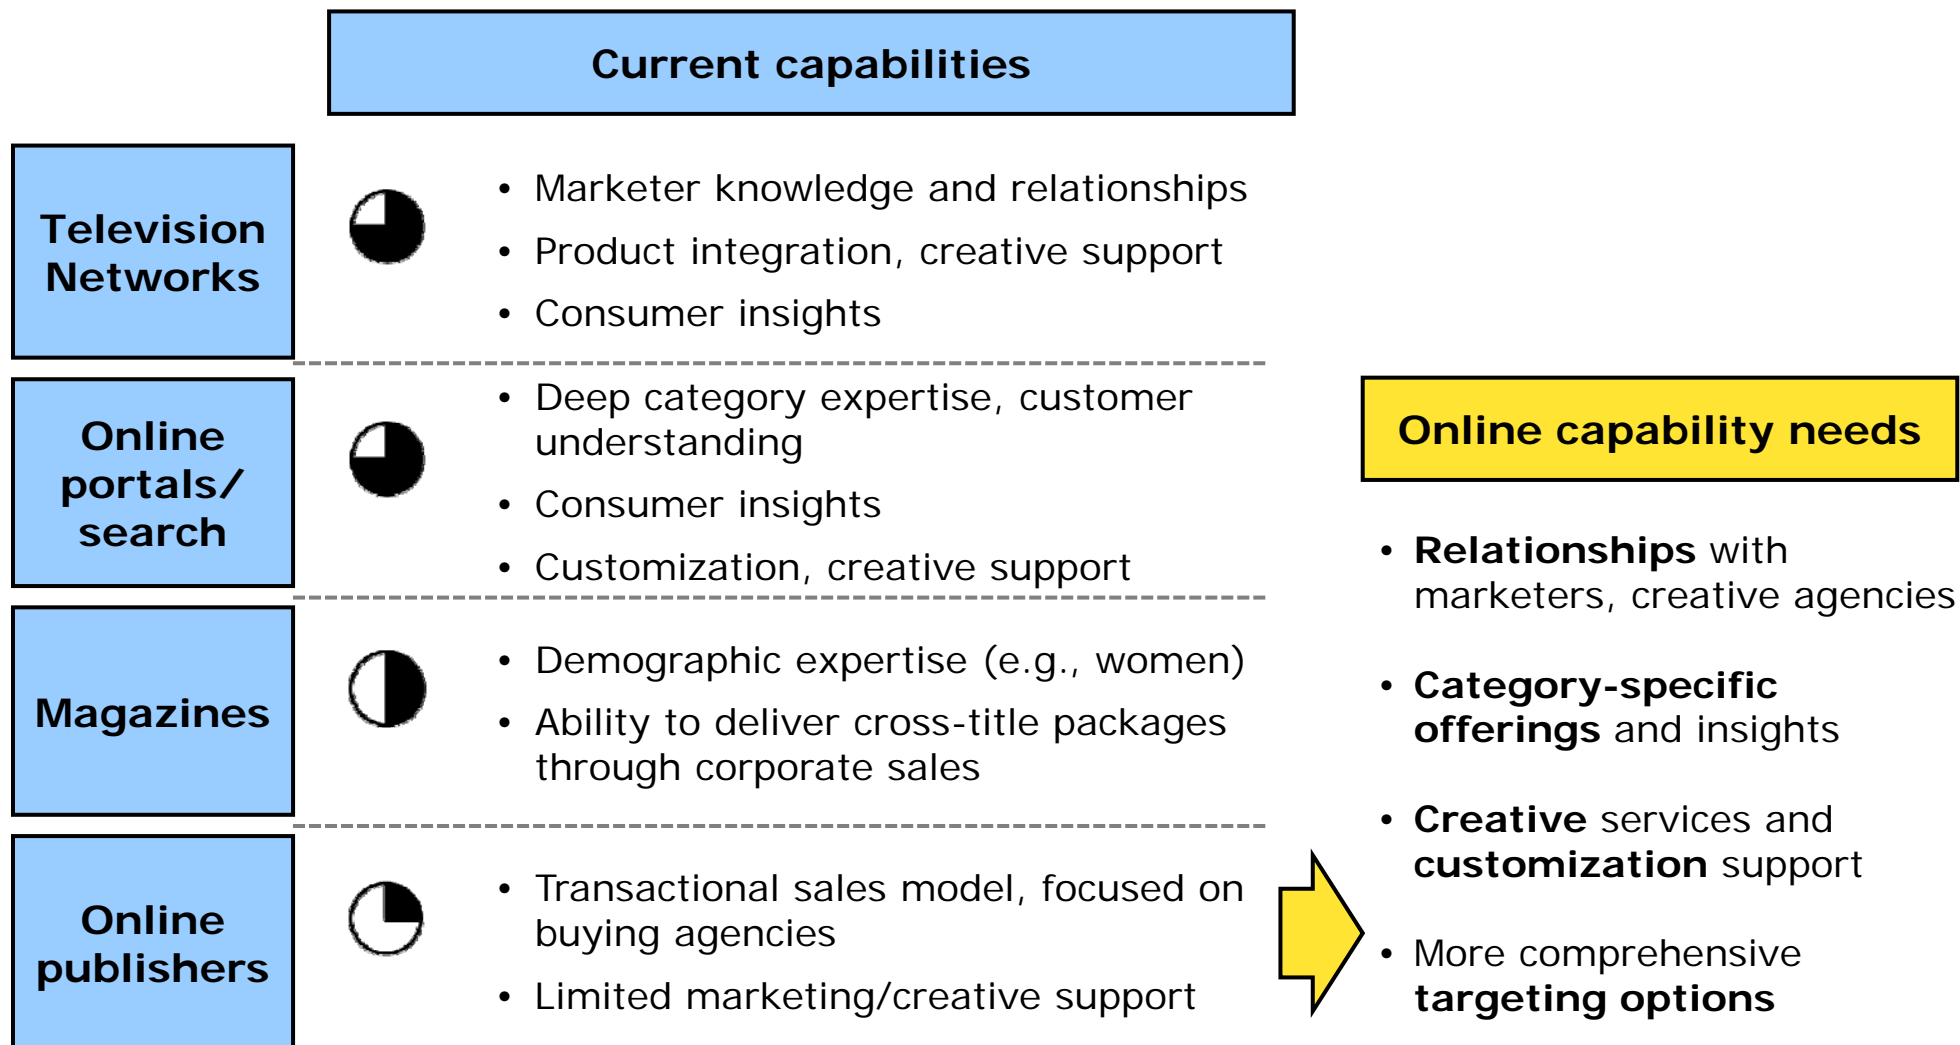 Current capabilities
Television
Networks
• Marketer knowledge and relationships
• Product integration, creative support
• Consumer insights
Online
portals/
search
• Deep category expertise, customer
understanding
• Consumer insights
• Customization, creative support
Magazines
• Demographic expertise (e.g., women)
• Ability to deliver cross-title packages
through corporate sales
Online
publishers
• Transactional sales model, focused on
buying agencies
• Limited marketing/creative support
Online capability needs
• Relationships with
marketers, creative agencies
• Category-specific
offerings and insights
• Creative services and
customization support
• More comprehensive
targeting options